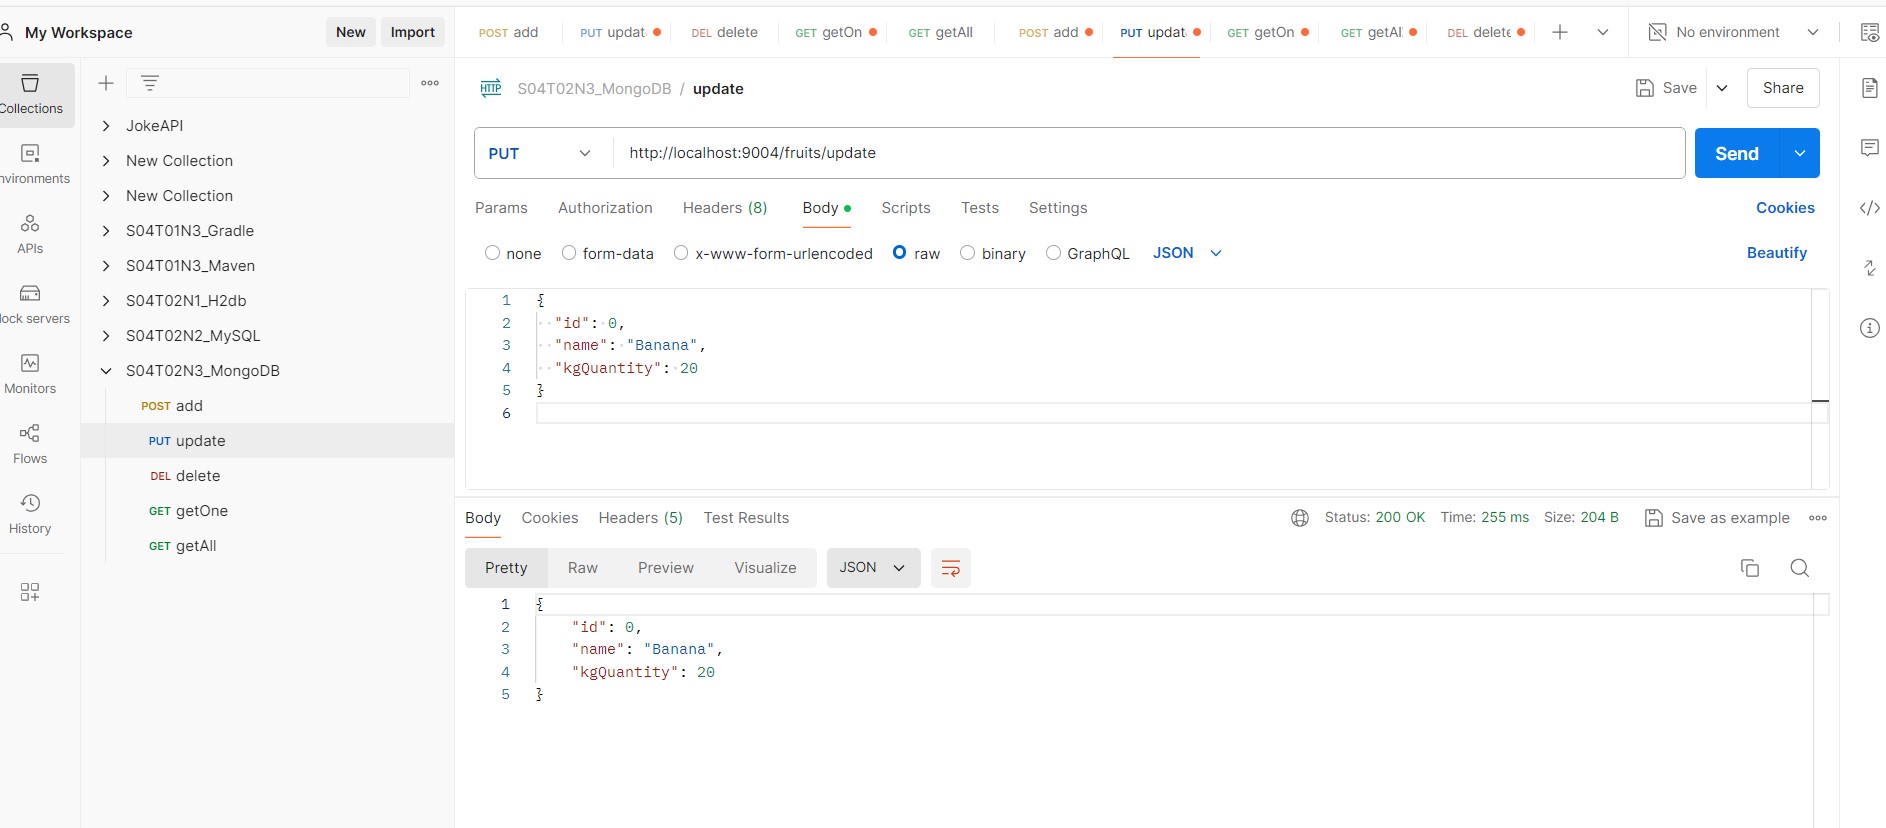 My Workspace
New
Import
POST add
PUT updat
DEL delete
GET getOn
GET getAll
POST add
PUT updat
GET getOn
GET getAl
DEL delete
No environment
Collections
nvironments
APIs
lock servers
Monitors
Flows
History
JokeAPI
New Collection
New Collection
S04T01N3_Gradle
S04T01N3_Maven
S04T02N1_H2db
S04T02N2_MySQL
S04T02N3_MongoDB
POST add
PUT update
DEL delete
GET getOne
GET getAll
HTTP S04T02N3_MongoDB / update
Save
Share
PUT
http://localhost:9004/fruits/update
Send
Params Authorization Headers (8) Body Scripts Tests Settings
Cookies
none form-data x-www-form-urlencoded raw binary GraphQL JSON
Beautify
1 {
2 "id": 0,
3 "name": "Banana",
4 "kgQuantity": 20
5 }
6
Body Cookies Headers (5) Test Results
Status: 200 OK Time: 255 ms Size: 204 B
Save as example
Pretty Raw Preview Visualize JSON
1 {
2 "id": 0,
3 "name": "Banana",
4 "kgQuantity": 20
5 }